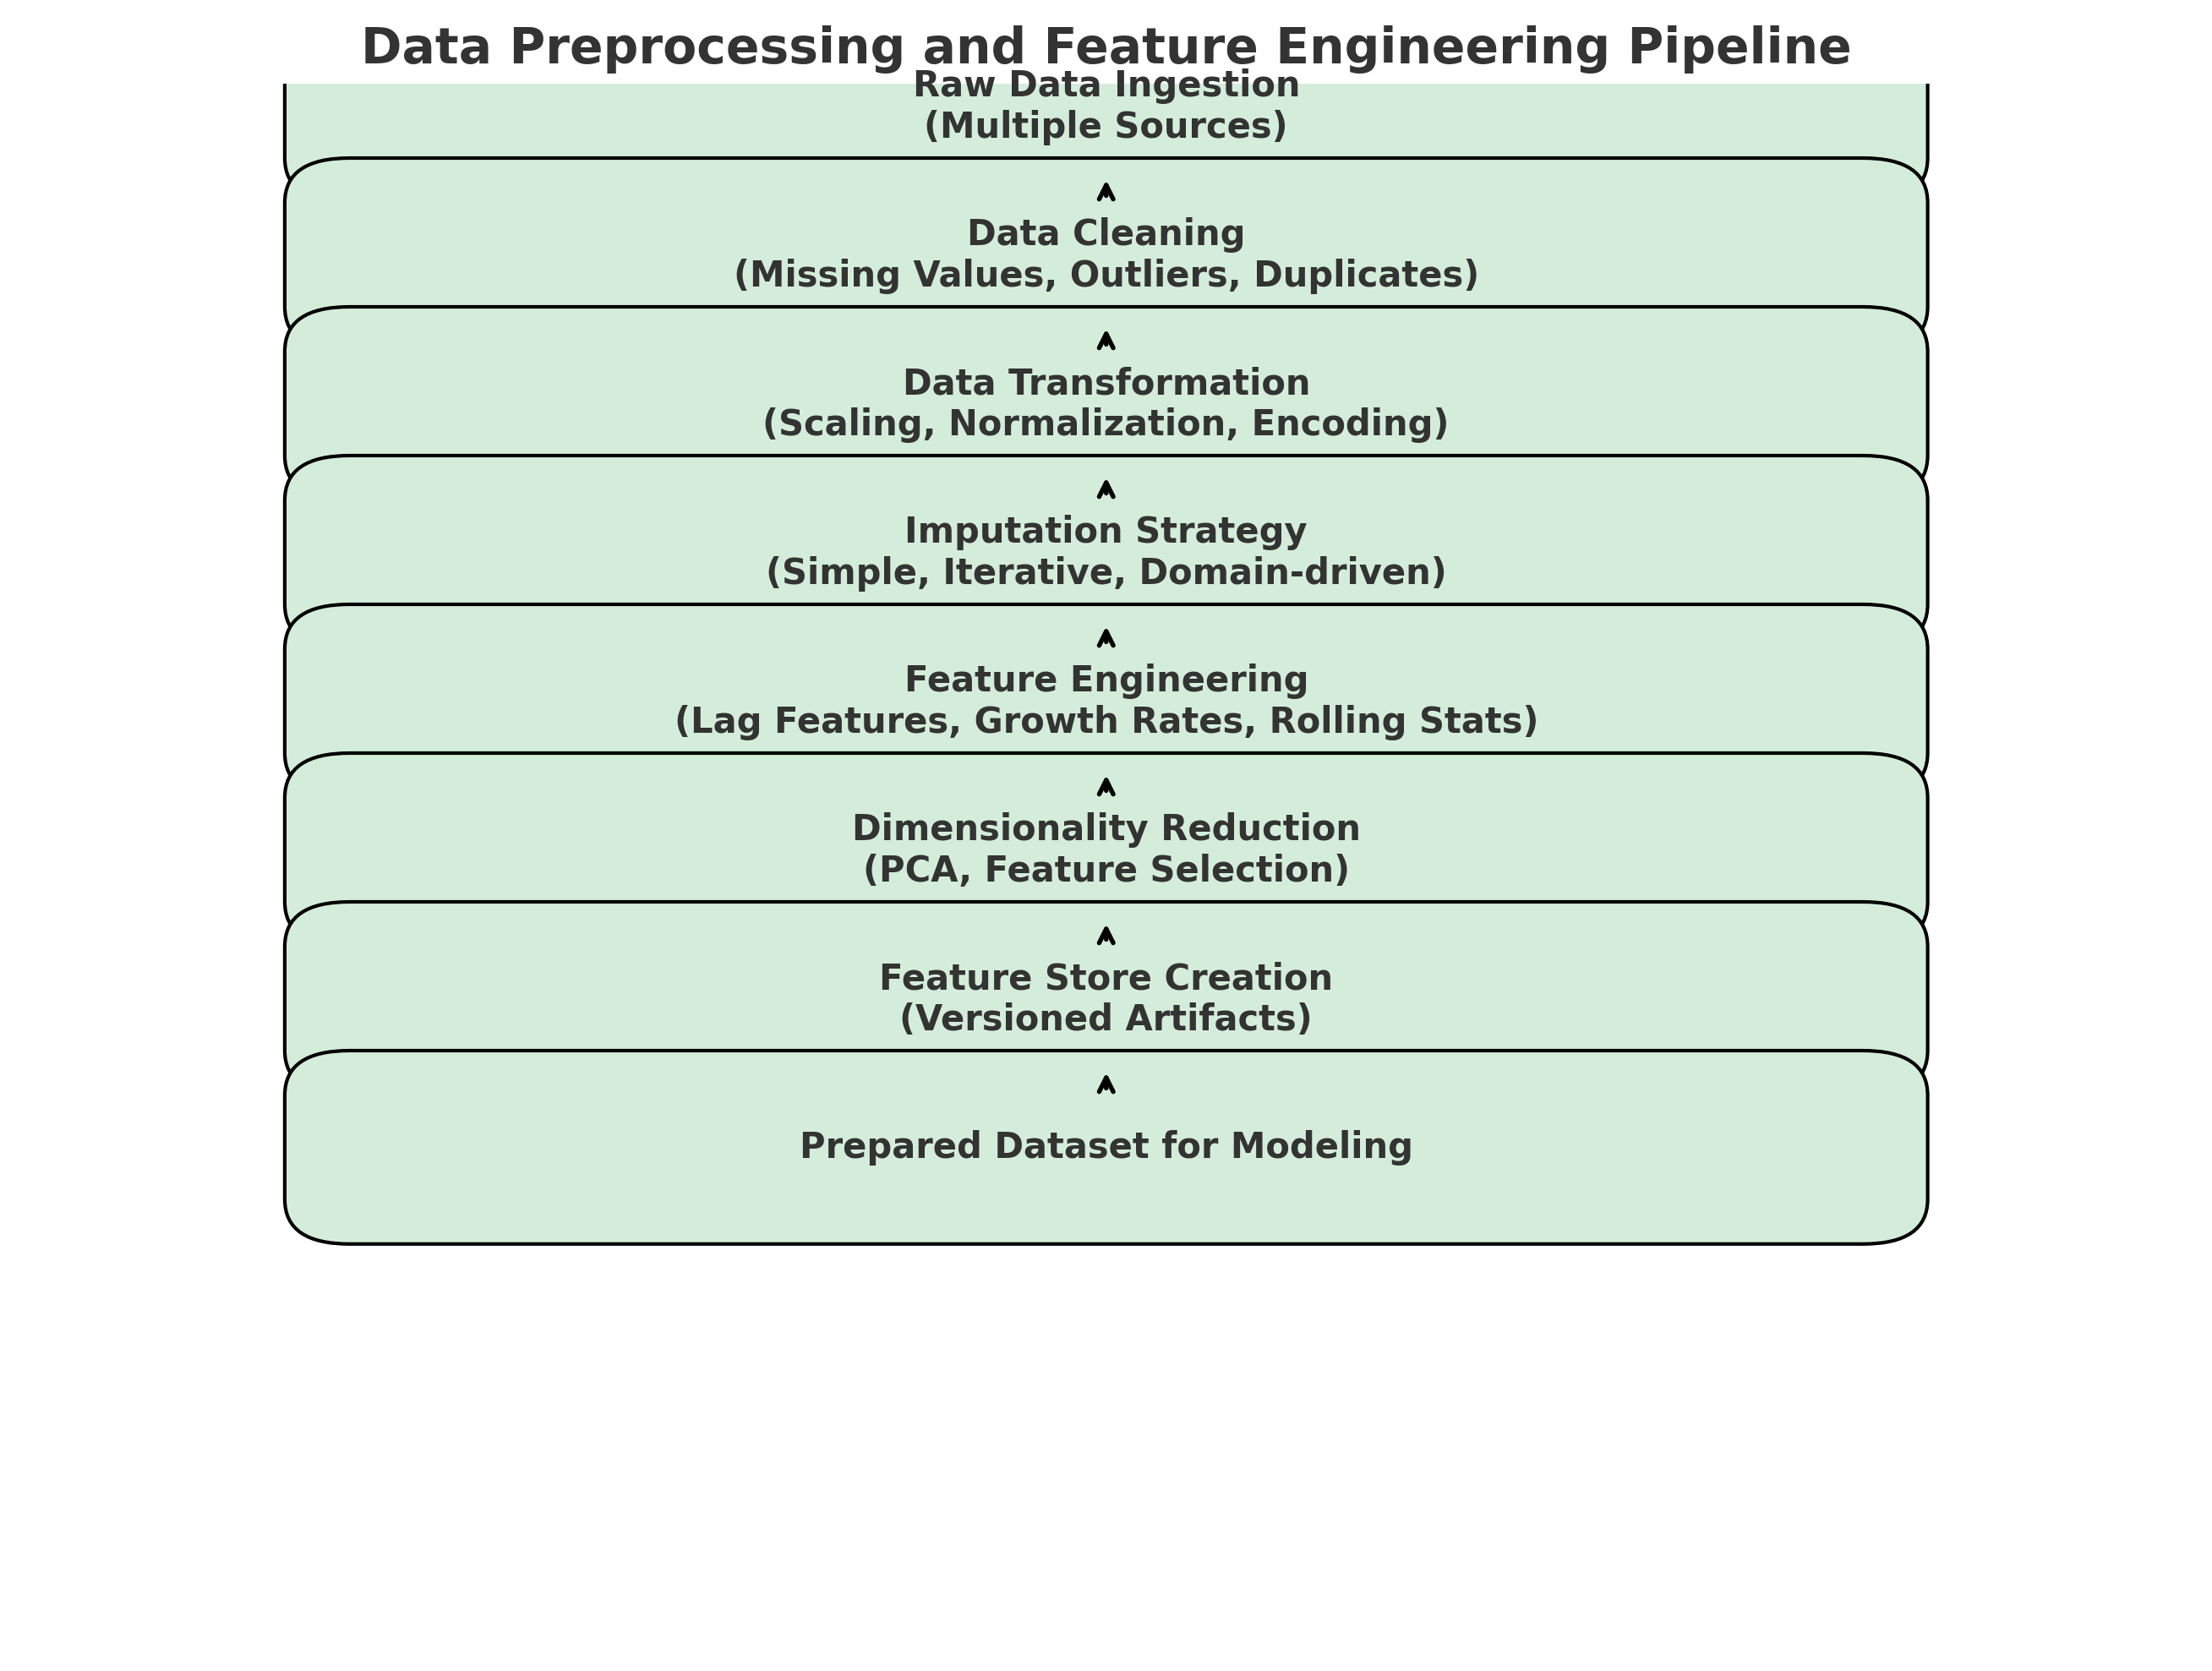 Data Preprocessing and Feature Engineering Pipeline
Raw Data Ingestion
(Multiple Sources)
Data Cleaning
(Missing Values, Outliers, Duplicates)
Data Transformation
(Scaling, Normalization, Encoding)
Imputation Strategy
(Simple, Iterative, Domain-driven)
Feature Engineering
(Lag Features, Growth Rates, Rolling Stats)
Dimensionality Reduction
(PCA, Feature Selection)
Feature Store Creation
(Versioned Artifacts)
Prepared Dataset for Modeling